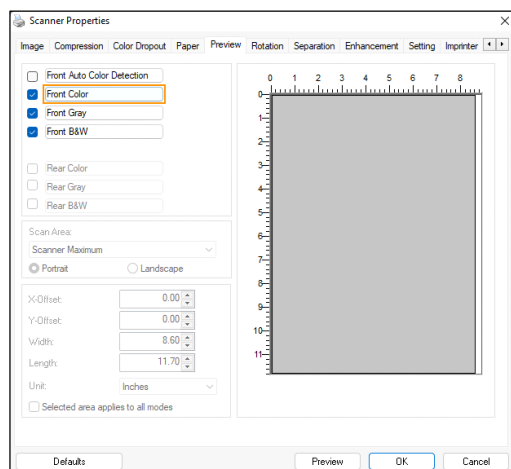 Scanner Properties
Image Compression Color Dropout Paper Preview Rotation Separation Enhancement Setting Imprinter
Front Auto Color Detection
Front Color
Front Gray
Front B&W
Rear Color
Rear Gray
Rear B&W
Scan Area:
Scanner Maximum
Portrait Landscape
X-Offset: 0.00
Y-Offset: 0.00
Width: 8.60
Length: 11.70
Unit: Inches
Selected area applies to all modes
0 1 2 3 4 5 6 7 8
0
1
2
3
4
5
6
7
8
9
10
11
Defaults Preview OK Cancel